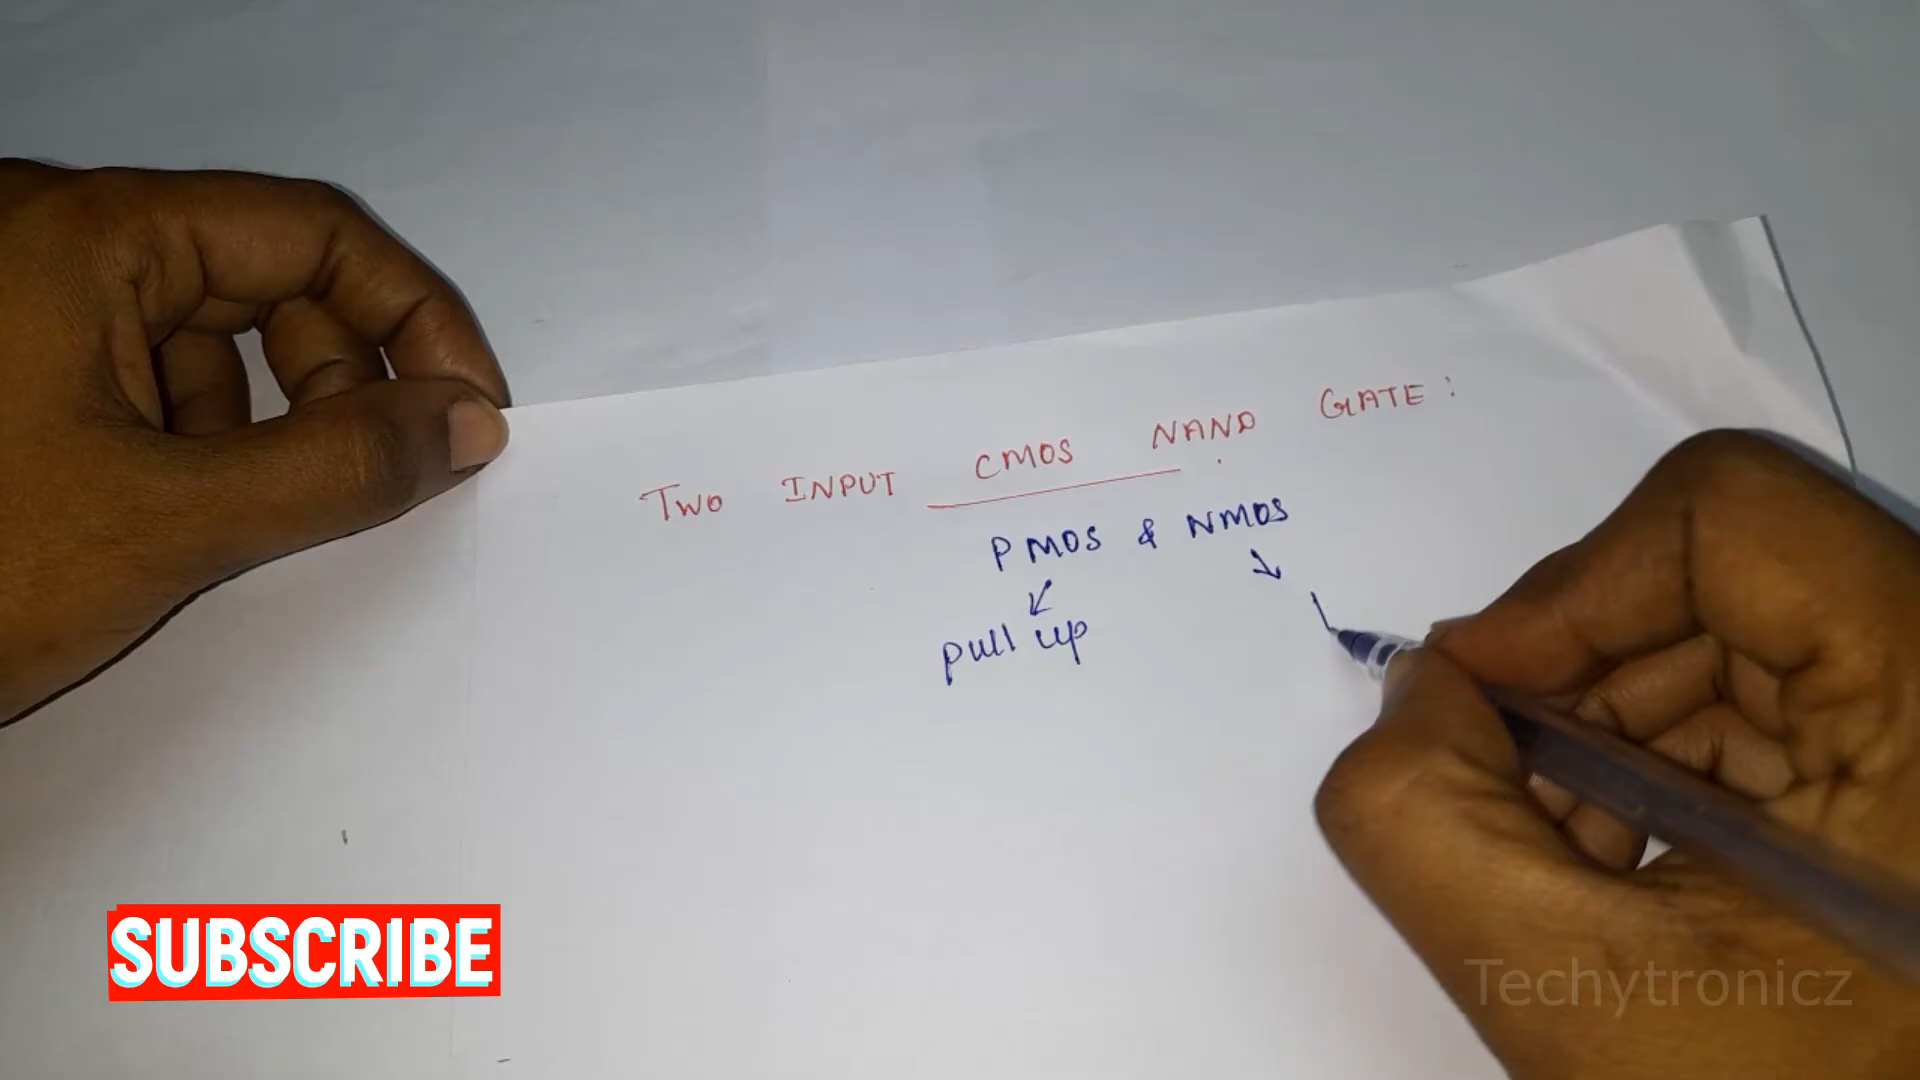 TWO INPUT CMOS NAND GATE:
PMOS & NMOS
pull up
SUBSCRIBE
Techytronicz